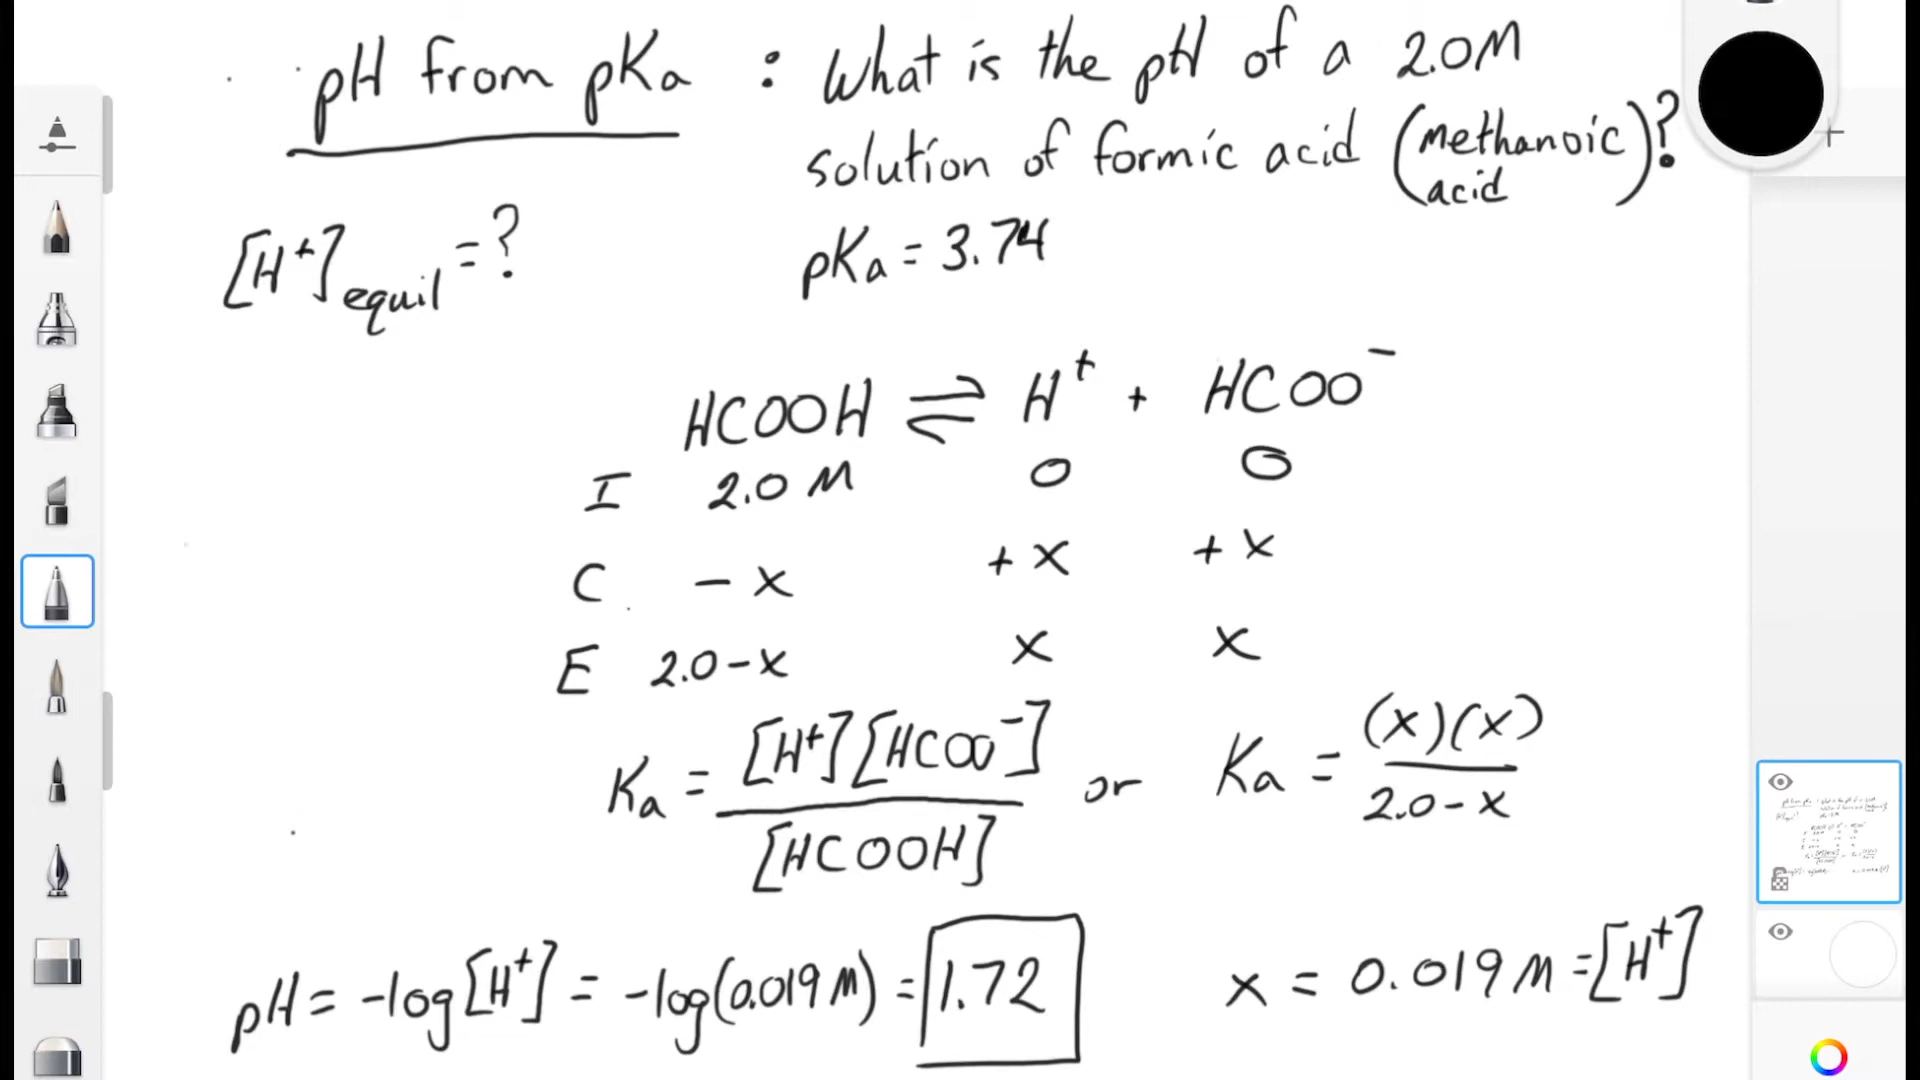 pH from pKa : What is the pH of a 2.0M
solution of formic acid (methanoic acid)?
[H+]equil = ?
pKa = 3.74
HCOOH ⇌ H+ + HCOO-
I 2.0 M 0 0
C - x + x + x
E 2.0-x x x
Ka = [H+][HCOO-] / [HCOOH] or Ka = (x)(x) / 2.0-x
pH = -log[H+] = -log(0.019M) = 1.72
x = 0.019M = [H+]